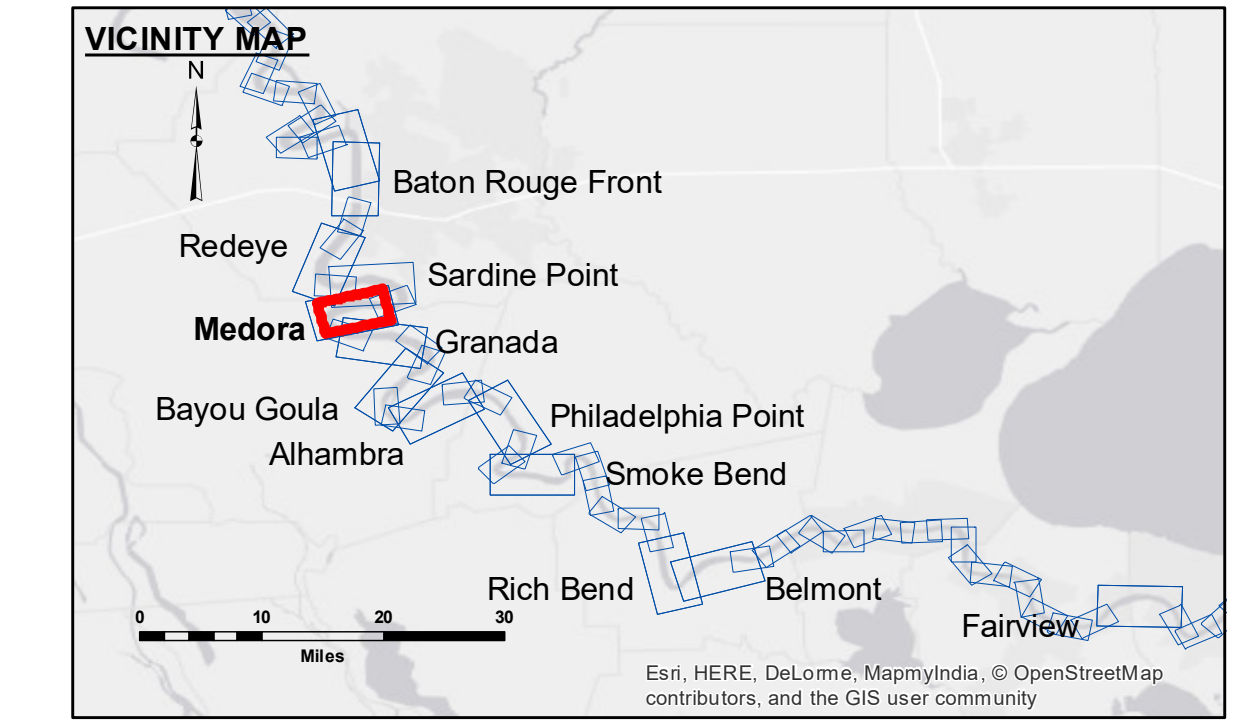 VICINITY MAP
N
Baton Rouge Front
Redeye
Sardine Point
Medora
Granada
Bayou Goula
Philadelphia Point
Alhambra
Smoke Bend
Rich Bend
Belmont
Fairview
0 10 20 30
Miles
Esri, HERE, DeLorme, MapmyIndia, © OpenStreetMap
contributors, and the GIS user community